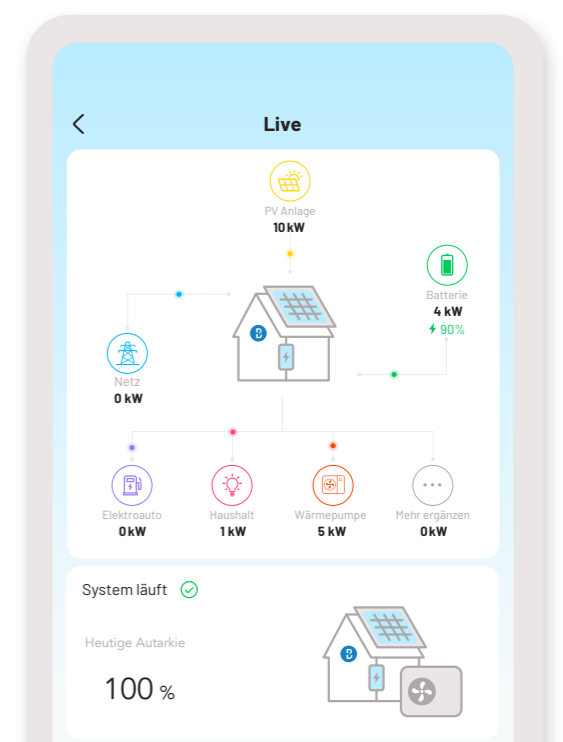 Live
PV Anlage
10 kW
Batterie
4 kW
90%
Netz
0 kW
Elektroauto
0 kW
Haushalt
1 kW
Wärmepumpe
5 kW
Mehr ergänzen
0 kW
System läuft
Heutige Autarkie
100 %